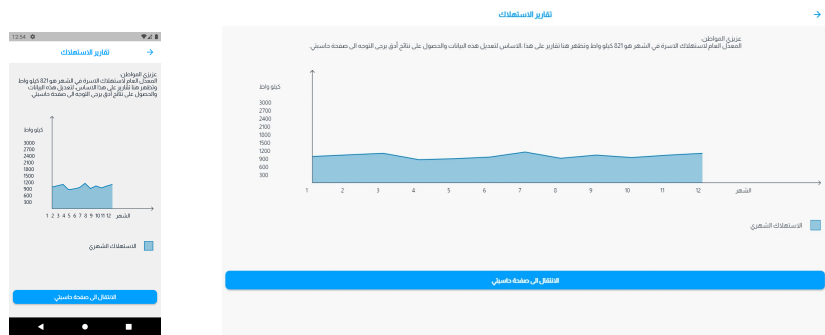 12:54
تقارير الاستهلاك
عزيزي المواطن:
المعدل العام لاستهلاك الاسرة في الشهر هو 821 كيلو واط
وتظهر هنا تقارير على هذا الاساس، لتعديل هذه البيانات
والحصول على نتائج أدق يرجى التوجه الى صفحة حاسبتي.
كيلو واط
3000
2700
2400
2100
1800
1500
1200
900
600
300
1 2 3 4 5 6 7 8 9 10 11 12 الشهر
الاستهلاك الشهري
الانتقال الى صفحة حاسبتي
تقارير الاستهلاك
عزيزي المواطن:
المعدل العام لاستهلاك الاسرة في الشهر هو 821 كيلو واط وتظهر هنا تقارير على هذا الاساس، لتعديل هذه البيانات والحصول على نتائج أدق يرجى التوجه الى صفحة حاسبتي.
كيلو واط
3000
2700
2400
2100
1800
1500
1200
900
600
300
1 2 3 4 5 6 7 8 9 10 11 12 الشهر
الاستهلاك الشهري
الانتقال الى صفحة حاسبتي